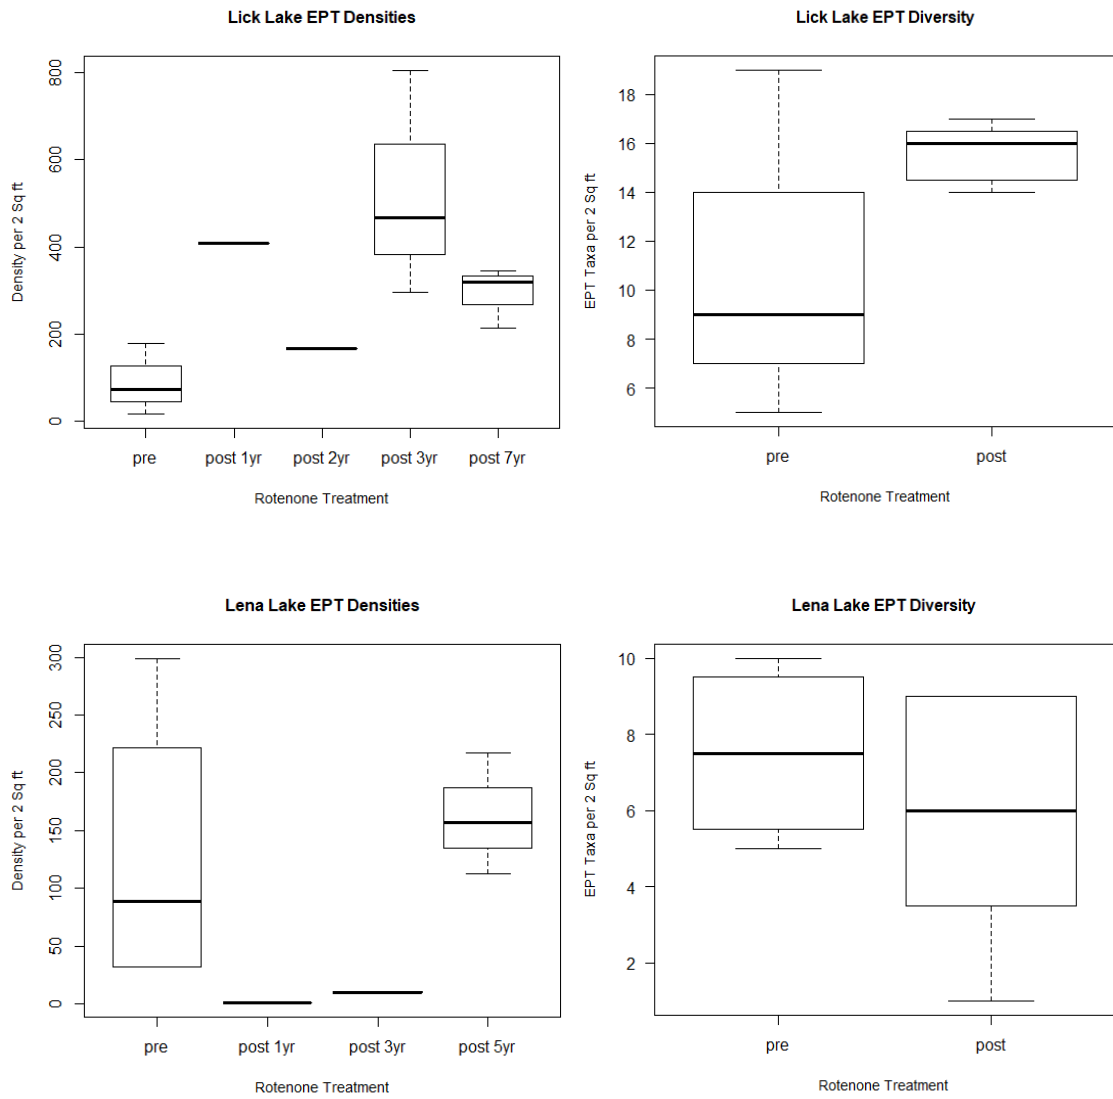 Lick Lake EPT Densities
Density per 2 Sq ft
800
600
400
200
0
pre post 1yr post 2yr post 3yr post 7yr
Rotenone Treatment
Lick Lake EPT Diversity
EPT Taxa per 2 Sq ft
18
16
14
12
10
8
6
pre post
Rotenone Treatment
Lena Lake EPT Densities
Density per 2 Sq ft
300
250
200
150
100
50
0
pre post 1yr post 3yr post 5yr
Rotenone Treatment
Lena Lake EPT Diversity
EPT Taxa per 2 Sq ft
10
8
6
4
2
pre post
Rotenone Treatment